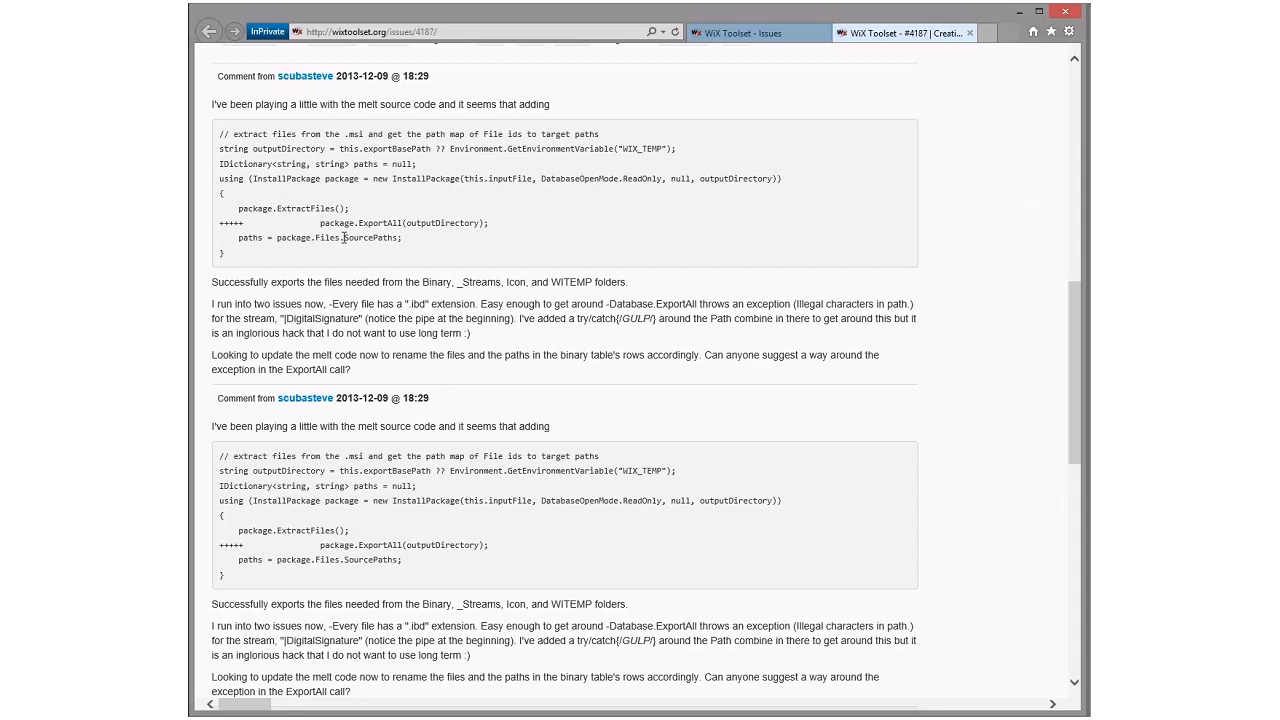 InPrivate
http://wixtoolset.org/issues/4187/
WiX Toolset - Issues
WiX Toolset - #4187 | Creati...
Comment from scubasteve 2013-12-09 @ 18:29
I've been playing a little with the melt source code and it seems that adding
// extract files from the .msi and get the path map of File ids to target paths
string outputDirectory = this.exportBasePath ?? Environment.GetEnvironmentVariable("WIX_TEMP");
IDictionary<string, string> paths = null;
using (InstallPackage package = new InstallPackage(this.inputFile, DatabaseOpenMode.ReadOnly, null, outputDirectory))
{
package.ExtractFiles();
+++++ package.ExportAll(outputDirectory);
paths = package.Files.SourcePaths;
}
Successfully exports the files needed from the Binary, _Streams, Icon, and WITEMP folders.
I run into two issues now, -Every file has a ".ibd" extension. Easy enough to get around -Database.ExportAll throws an exception (Illegal characters in path.)
for the stream, "|DigitalSignature" (notice the pipe at the beginning). I've added a try/catch{/GULP/} around the Path combine in there to get around this but it
is an inglorious hack that I do not want to use long term :)
Looking to update the melt code now to rename the files and the paths in the binary table's rows accordingly. Can anyone suggest a way around the
exception in the ExportAll call?
Comment from scubasteve 2013-12-09 @ 18:29
I've been playing a little with the melt source code and it seems that adding
// extract files from the .msi and get the path map of File ids to target paths
string outputDirectory = this.exportBasePath ?? Environment.GetEnvironmentVariable("WIX_TEMP");
IDictionary<string, string> paths = null;
using (InstallPackage package = new InstallPackage(this.inputFile, DatabaseOpenMode.ReadOnly, null, outputDirectory))
{
package.ExtractFiles();
+++++ package.ExportAll(outputDirectory);
paths = package.Files.SourcePaths;
}
Successfully exports the files needed from the Binary, _Streams, Icon, and WITEMP folders.
I run into two issues now, -Every file has a ".ibd" extension. Easy enough to get around -Database.ExportAll throws an exception (Illegal characters in path.)
for the stream, "|DigitalSignature" (notice the pipe at the beginning). I've added a try/catch{/GULP/} around the Path combine in there to get around this but it
is an inglorious hack that I do not want to use long term :)
Looking to update the melt code now to rename the files and the paths in the binary table's rows accordingly. Can anyone suggest a way around the
exception in the ExportAll call?